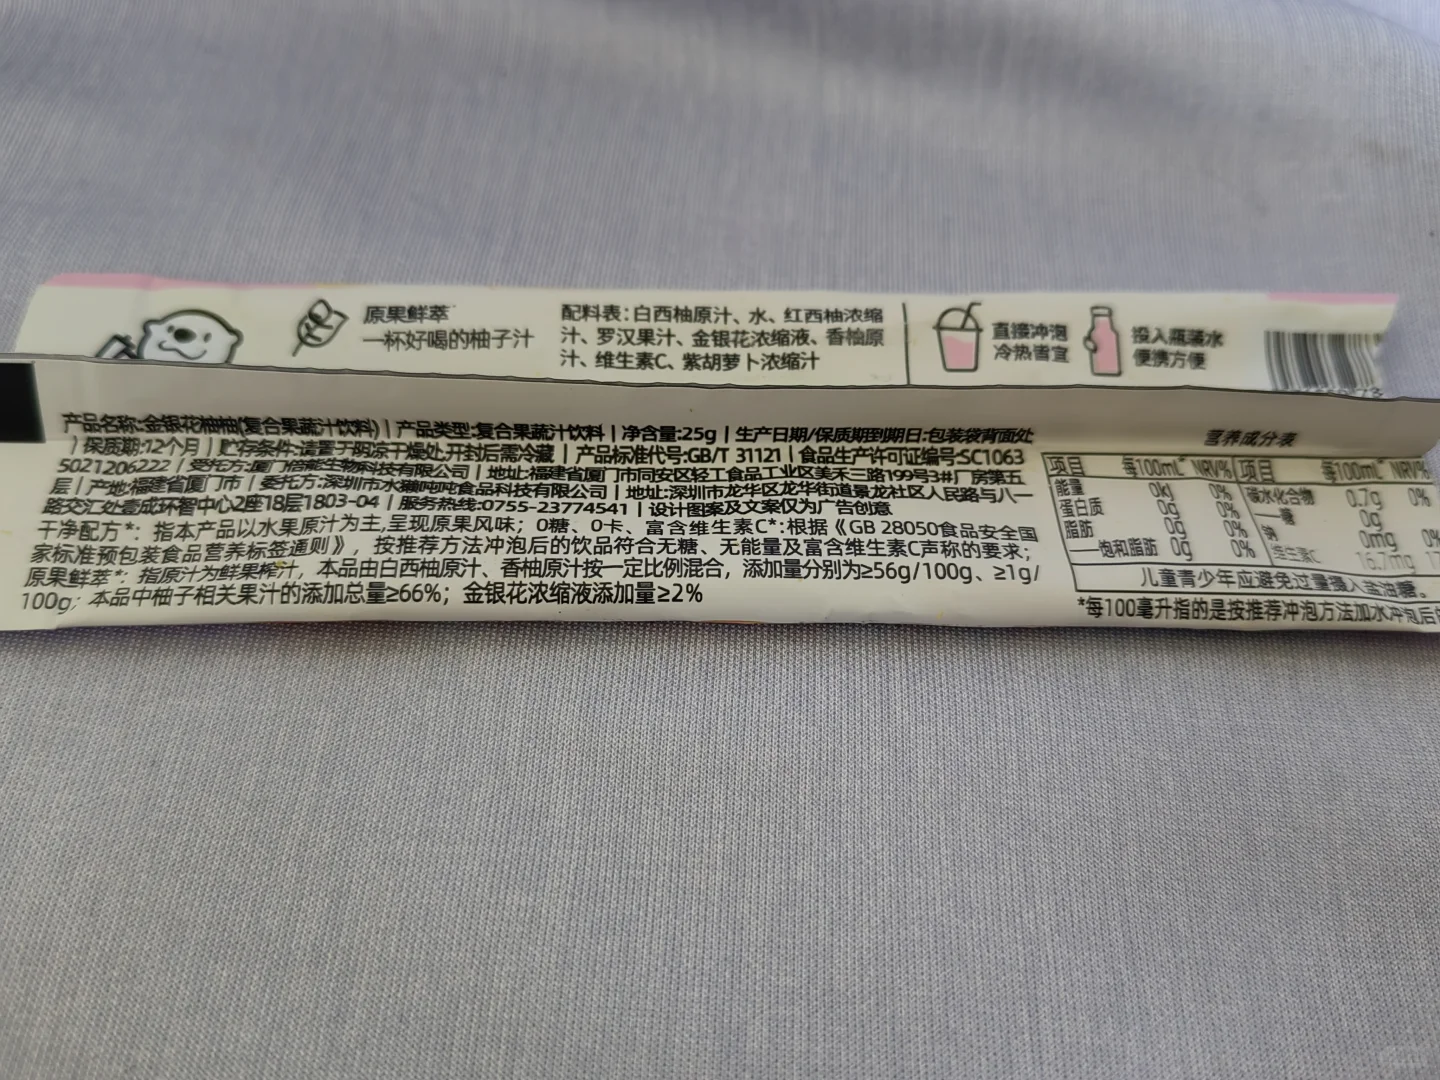 原果鲜萃*
一杯好喝的柚子汁
配料表:白西柚原汁、水、红西柚浓缩
汁、罗汉果汁、金银花浓缩液、香柚原
汁、维生素C、紫胡萝卜浓缩汁
直接冲泡
冷热皆宜
投入瓶装水
便携方便
产品名称:金银花柚柚(复合果蔬汁饮料) | 产品类型:复合果蔬汁饮料 | 净含量:25g | 生产日期/保质期到期日:包装袋背面处
| 保质期:12个月 | 贮存条件:请置于阴凉干燥处,开封后需冷藏 | 产品标准代号:GB/T 31121 | 食品生产许可证编号:SC1063
5021206222 | 受托方:厦门倍能生物科技有限公司 | 地址:福建省厦门市同安区轻工食品工业区美禾三路199号3#厂房第五
层 | 产地:福建省厦门市 | 委托方:深圳市水獭吨吨食品科技有限公司 | 地址:深圳市龙华区龙华街道景龙社区人民路与八一
路交汇处壹成环智中心2座18层1803-04 | 服务热线:0755-23774541 | 设计图案及文案仅为广告创意
干净配方*: 指本产品以水果原汁为主,呈现原果风味; 0糖、0卡、富含维生素C*:根据《GB 28050食品安全国
家标准预包装食品营养标签通则》, 按推荐方法冲泡后的饮品符合无糖、无能量及富含维生素C声称的要求;
原果鲜萃*: 指原汁为鲜果榨汁, 本品由白西柚原汁、香柚原汁按一定比例混合, 添加量分别为≥56g/100g、≥1g/
100g; 本品中柚子相关果汁的添加总量≥66%; 金银花浓缩液添加量≥2%
营养成分表
项目 每100mL* NRV% 项目 每100mL* NRV%
能量 0kJ 0% 碳水化合物 0.7g 0%
蛋白质 0g 0% —糖 0g
脂肪 0g 0% 钠 0mg 0%
—饱和脂肪 0g 0% 维生素C 16.7mg
儿童青少年应避免过量摄入盐油糖。
*每100毫升指的是按推荐冲泡方法加水冲泡后